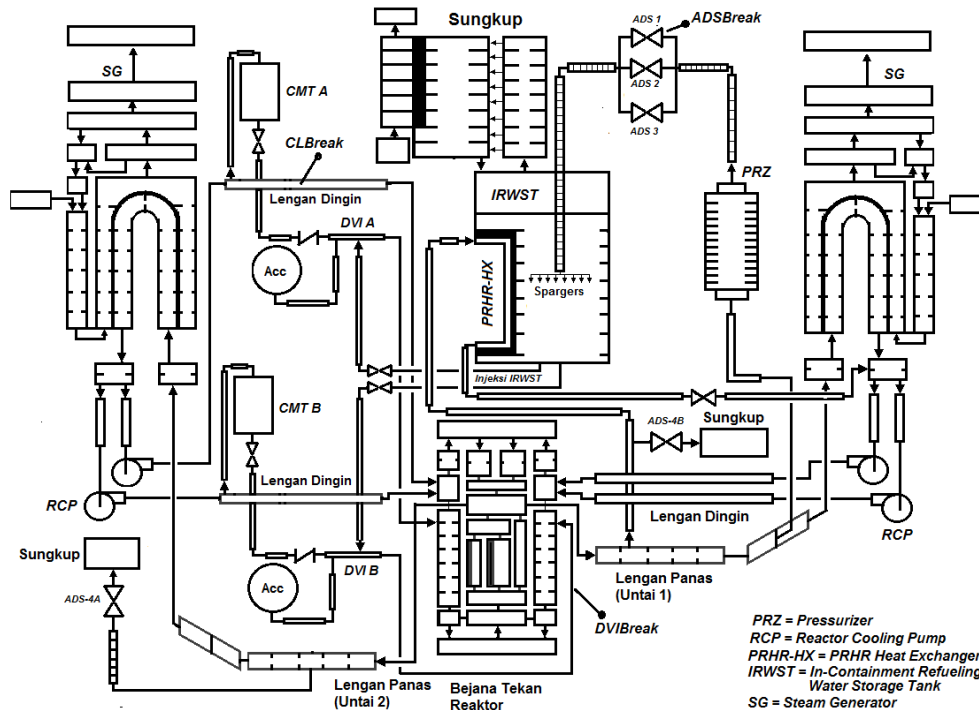 Sungkup
ADS 1
ADSBreak
SG
CMT A
ADS 2
SG
CLBreak
ADS 3
PRZ
IRWST
Lengan Dingin
DVI A
Acc
PRHR-HX
Spargers
Injeksi IRWST
CMT B
ADS-4B
Sungkup
Lengan Dingin
RCP
Lengan Dingin
RCP
Sungkup
DVI B
Lengan Panas
(Untai 1)
ADS-4A
Acc
DVIBreak
Lengan Panas
(Untai 2)
Bejana Tekan
Reaktor
PRZ = Pressurizer
RCP = Reactor Cooling Pump
PRHR-HX = PRHR Heat Exchanger
IRWST = In-Containment Refueling
Water Storage Tank
SG = Steam Generator